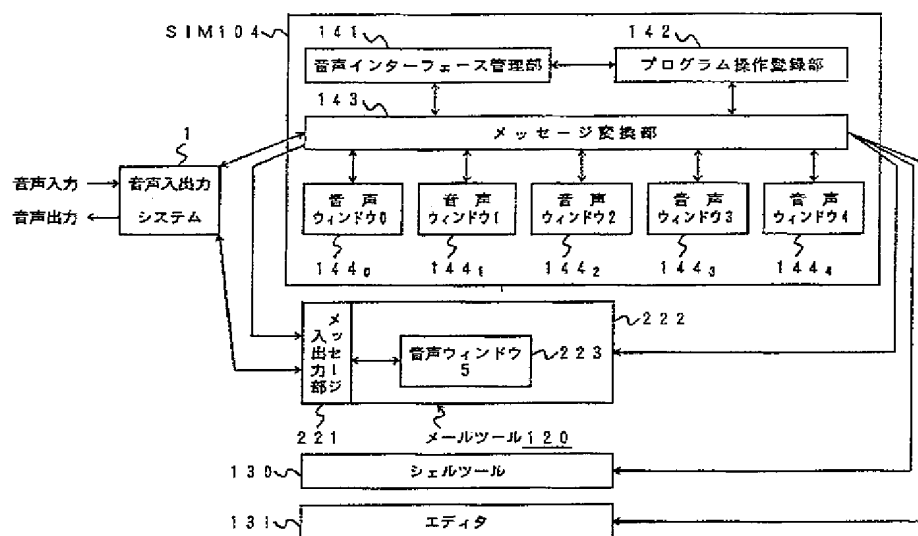 SIM104
141
142
音声インターフェース管理部
プログラム操作登録部
143
メッセージ変換部
1
音声入力
音声出力
音声入出力
システム
音声
ウィンドウ0
音声
ウィンドウ1
音声
ウィンドウ2
音声
ウィンドウ3
音声
ウィンドウ4
144₀
144₁
144₂
144₃
144₄
メッセージ
入出力部
音声ウィンドウ
5
222
223
221
メールツール120
130
シェルツール
131
エディタ